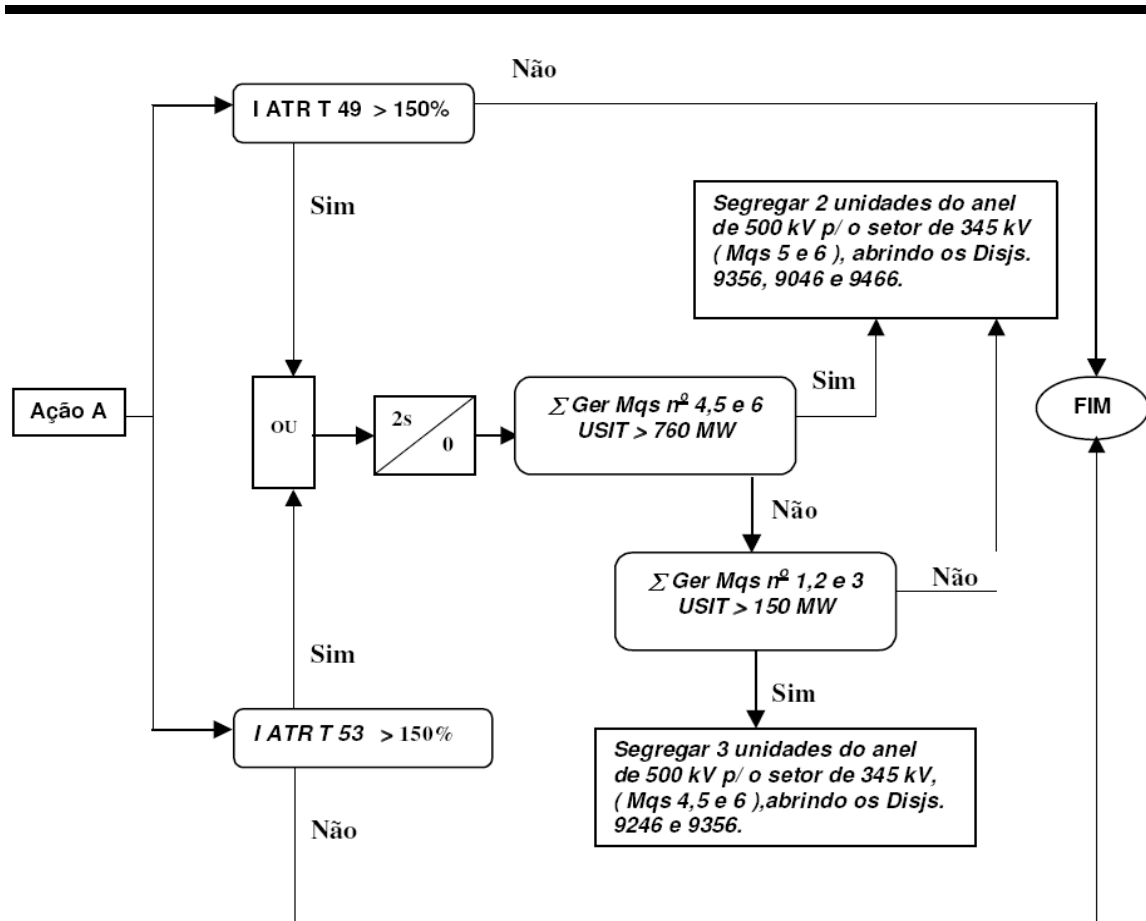 Não
I ATR T 49 > 150%
Sim
Segregar 2 unidades do anel
de 500 kV p/ o setor de 345 kV
( Mqs 5 e 6 ), abrindo os Disjs.
9356, 9046 e 9466.
Ação A
OU
2s
0
Σ Ger Mqs nº 4,5 e 6
USIT > 760 MW
Sim
FIM
Não
Σ Ger Mqs nº 1,2 e 3
USIT > 150 MW
Não
Sim
Sim
I ATR T 53 > 150%
Segregar 3 unidades do anel
de 500 kV p/ o setor de 345 kV,
( Mqs 4,5 e 6 ),abrindo os Disjs.
9246 e 9356.
Não